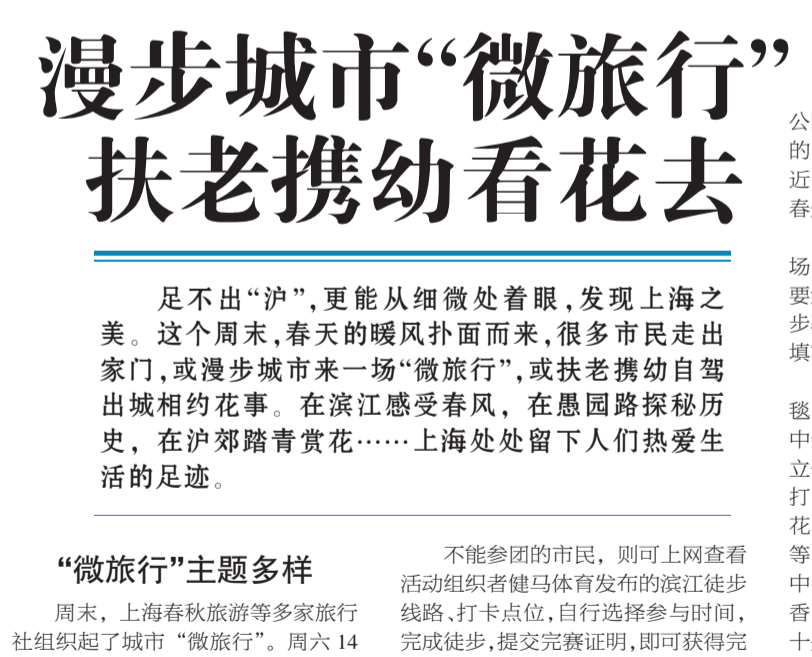 漫步城市“微旅行”
扶老携幼看花去
足不出“沪”,更能从细微处着眼,发现上海之
美。这个周末,春天的暖风扑面而来,很多市民走出
家门,或漫步城市来一场“微旅行”,或扶老携幼自驾
出城相约花事。在滨江感受春风，在愚园路探秘历
史，在沪郊踏青赏花……上海处处留下人们热爱生
活的足迹。
“微旅行”主题多样
周末，上海春秋旅游等多家旅行
社组织起了城市“微旅行”。周六 14
不能参团的市民，则可上网查看
活动组织者健马体育发布的滨江徒步
线路、打卡点位,自行选择参与时间,
完成徒步,提交完赛证明,即可获得完
公
的
近
春
场
要
步
填
毯
中
立
打
花
等
中
香
十